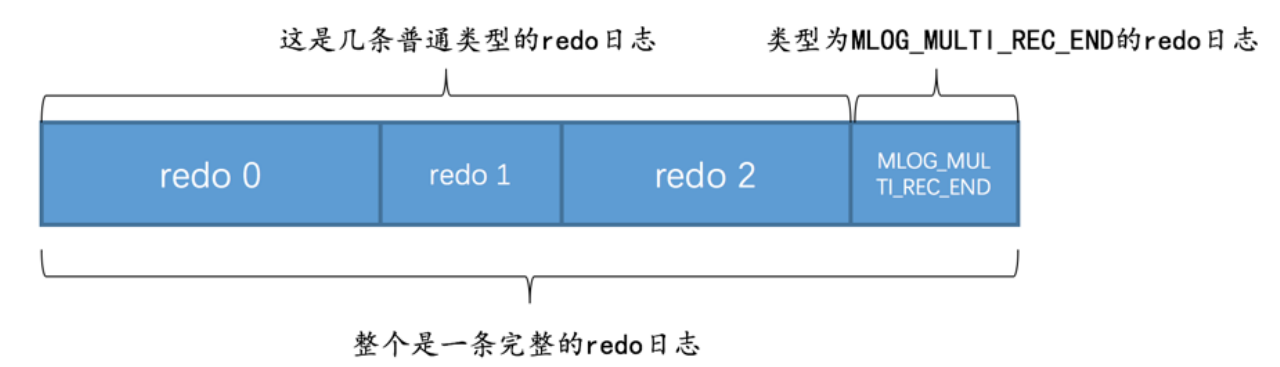 这是几条普通类型的redo日志
类型为MLOG_MULTI_REC_END的redo日志
redo 0
redo 1
redo 2
MLOG_MUL
TI_REC_END
整个是一条完整的redo日志